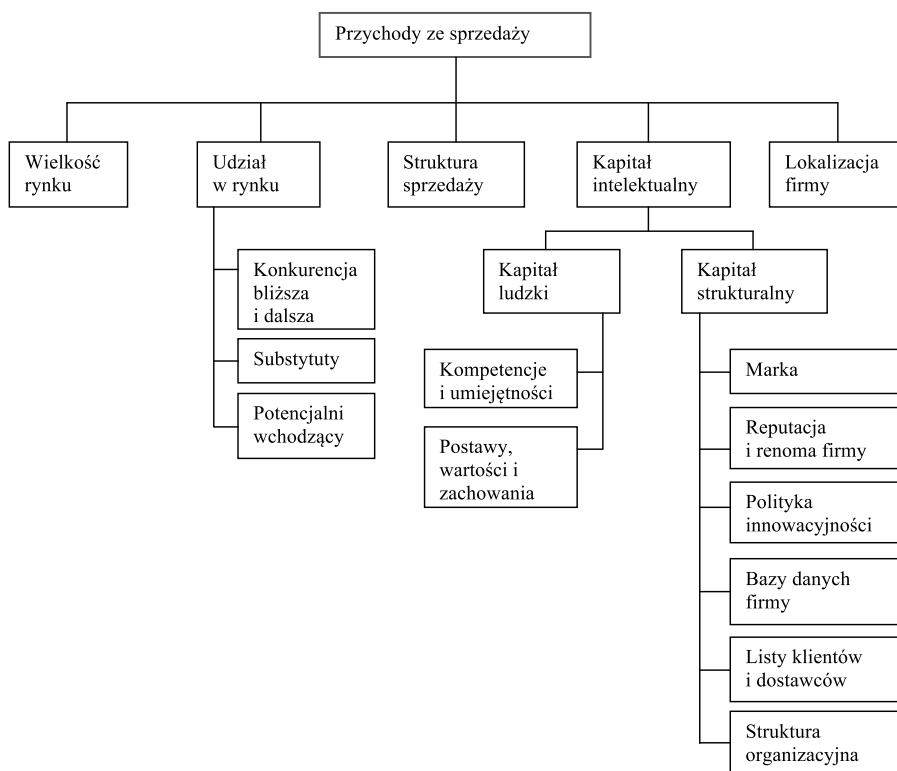 Przychody ze sprzedaży
Wielkość
rynku
Udział
w rynku
Struktura
sprzedaży
Kapitał
intelektualny
Lokalizacja
firmy
Konkurencja
bliższa
i dalsza
Substytuty
Potencjalni
wchodzący
Kapitał
ludzki
Kompetencje
i umiejętności
Postawy,
wartości i
zachowania
Kapitał
strukturalny
Marka
Reputacja
i renoma firmy
Polityka
innowacyjności
Bazy danych
firmy
Listy klientów
i dostawców
Struktura
organizacyjna